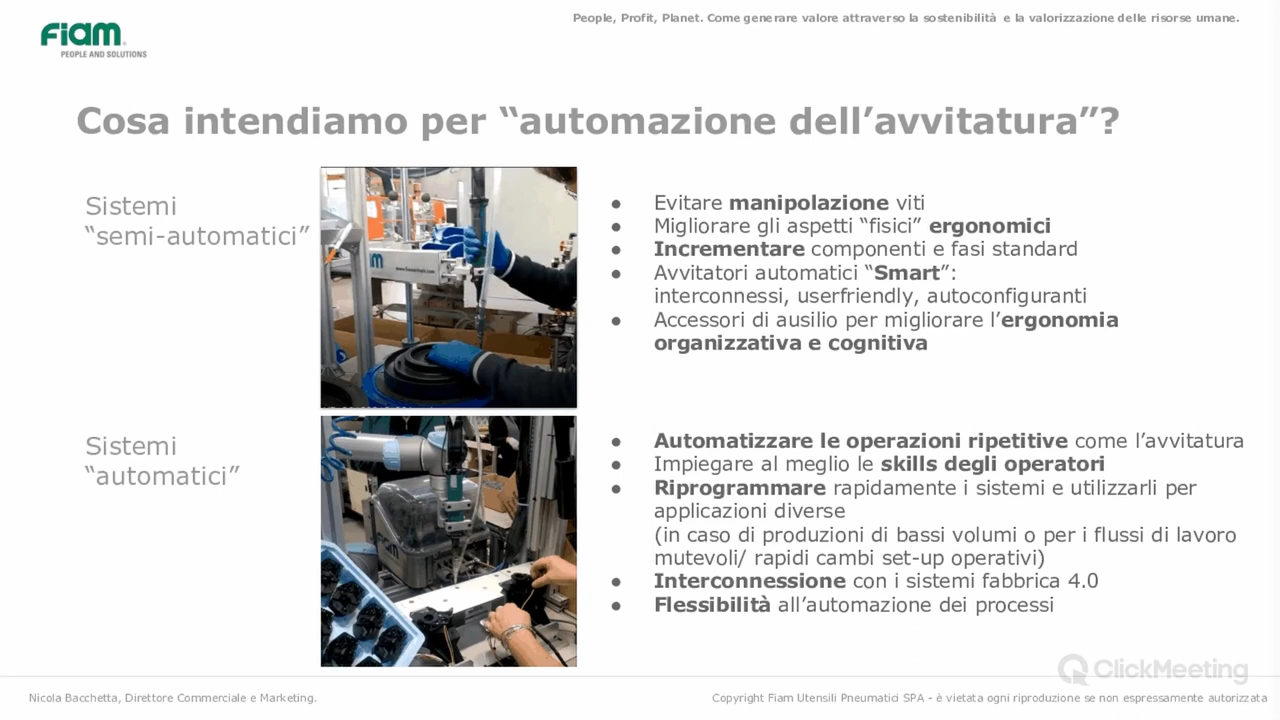 People, Profit, Planet. Come generare valore attraverso la sostenibilità e la valorizzazione delle risorse umane.
Fiam
PEOPLE AND SOLUTIONS
Cosa intendiamo per “automazione dell’avvitatura”?
Sistemi
“semi-automatici”
● Evitare manipolazione viti
● Migliorare gli aspetti “fisici” ergonomici
● Incrementare componenti e fasi standard
● Avvitatori automatici “Smart”:
interconnessi, userfriendly, autoconfiguranti
● Accessori di ausilio per migliorare l’ergonomia
organizzativa e cognitiva
Sistemi
“automatici”
● Automatizzare le operazioni ripetitive come l’avvitatura
● Impiegare al meglio le skills degli operatori
● Riprogrammare rapidamente i sistemi e utilizzarli per
applicazioni diverse
(in caso di produzioni di bassi volumi o per i flussi di lavoro
mutevoli/ rapidi cambi set-up operativi)
● Interconnessione con i sistemi fabbrica 4.0
● Flessibilità all’automazione dei processi
Fiam
ClickMeeting
Nicola Bacchetta, Direttore Commerciale e Marketing.
Copyright Fiam Utensili Pneumatici SPA - è vietata ogni riproduzione se non espressamente autorizzata